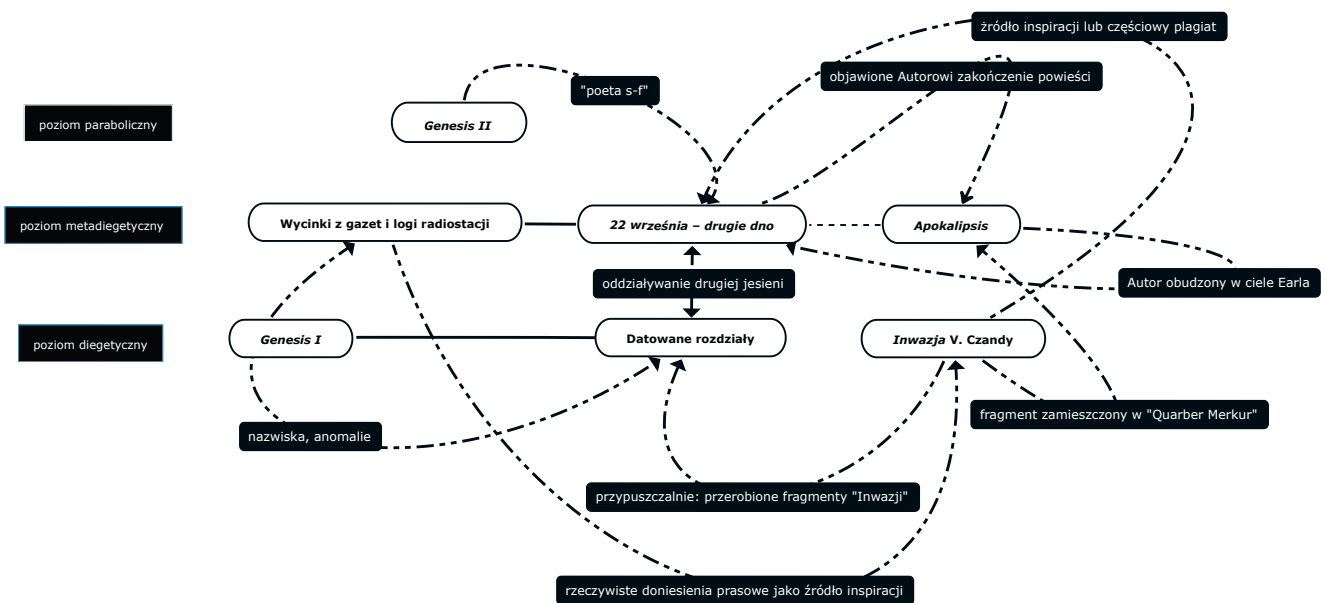 źródło inspiracji lub częściowy plagiat
objawione Autorowi zakończenie powieści
"poeta s-f"
poziom paraboliczny
Genesis II
poziom metadiegetyczny
Wycinki z gazet i logi radiostacji
22 września – drugie dno
Apokalipsis
oddziaływanie drugiej jesieni
Autor obudzony w ciele Earla
poziom diegetyczny
Genesis I
Datowane rozdziały
Inwazja V. Czandy
fragment zamieszczony w "Quarber Merkur"
nazwiska, anomalie
przypuszczalnie: przerobione fragmenty "Inwazji"
rzeczywiste doniesienia prasowe jako źródło inspiracji